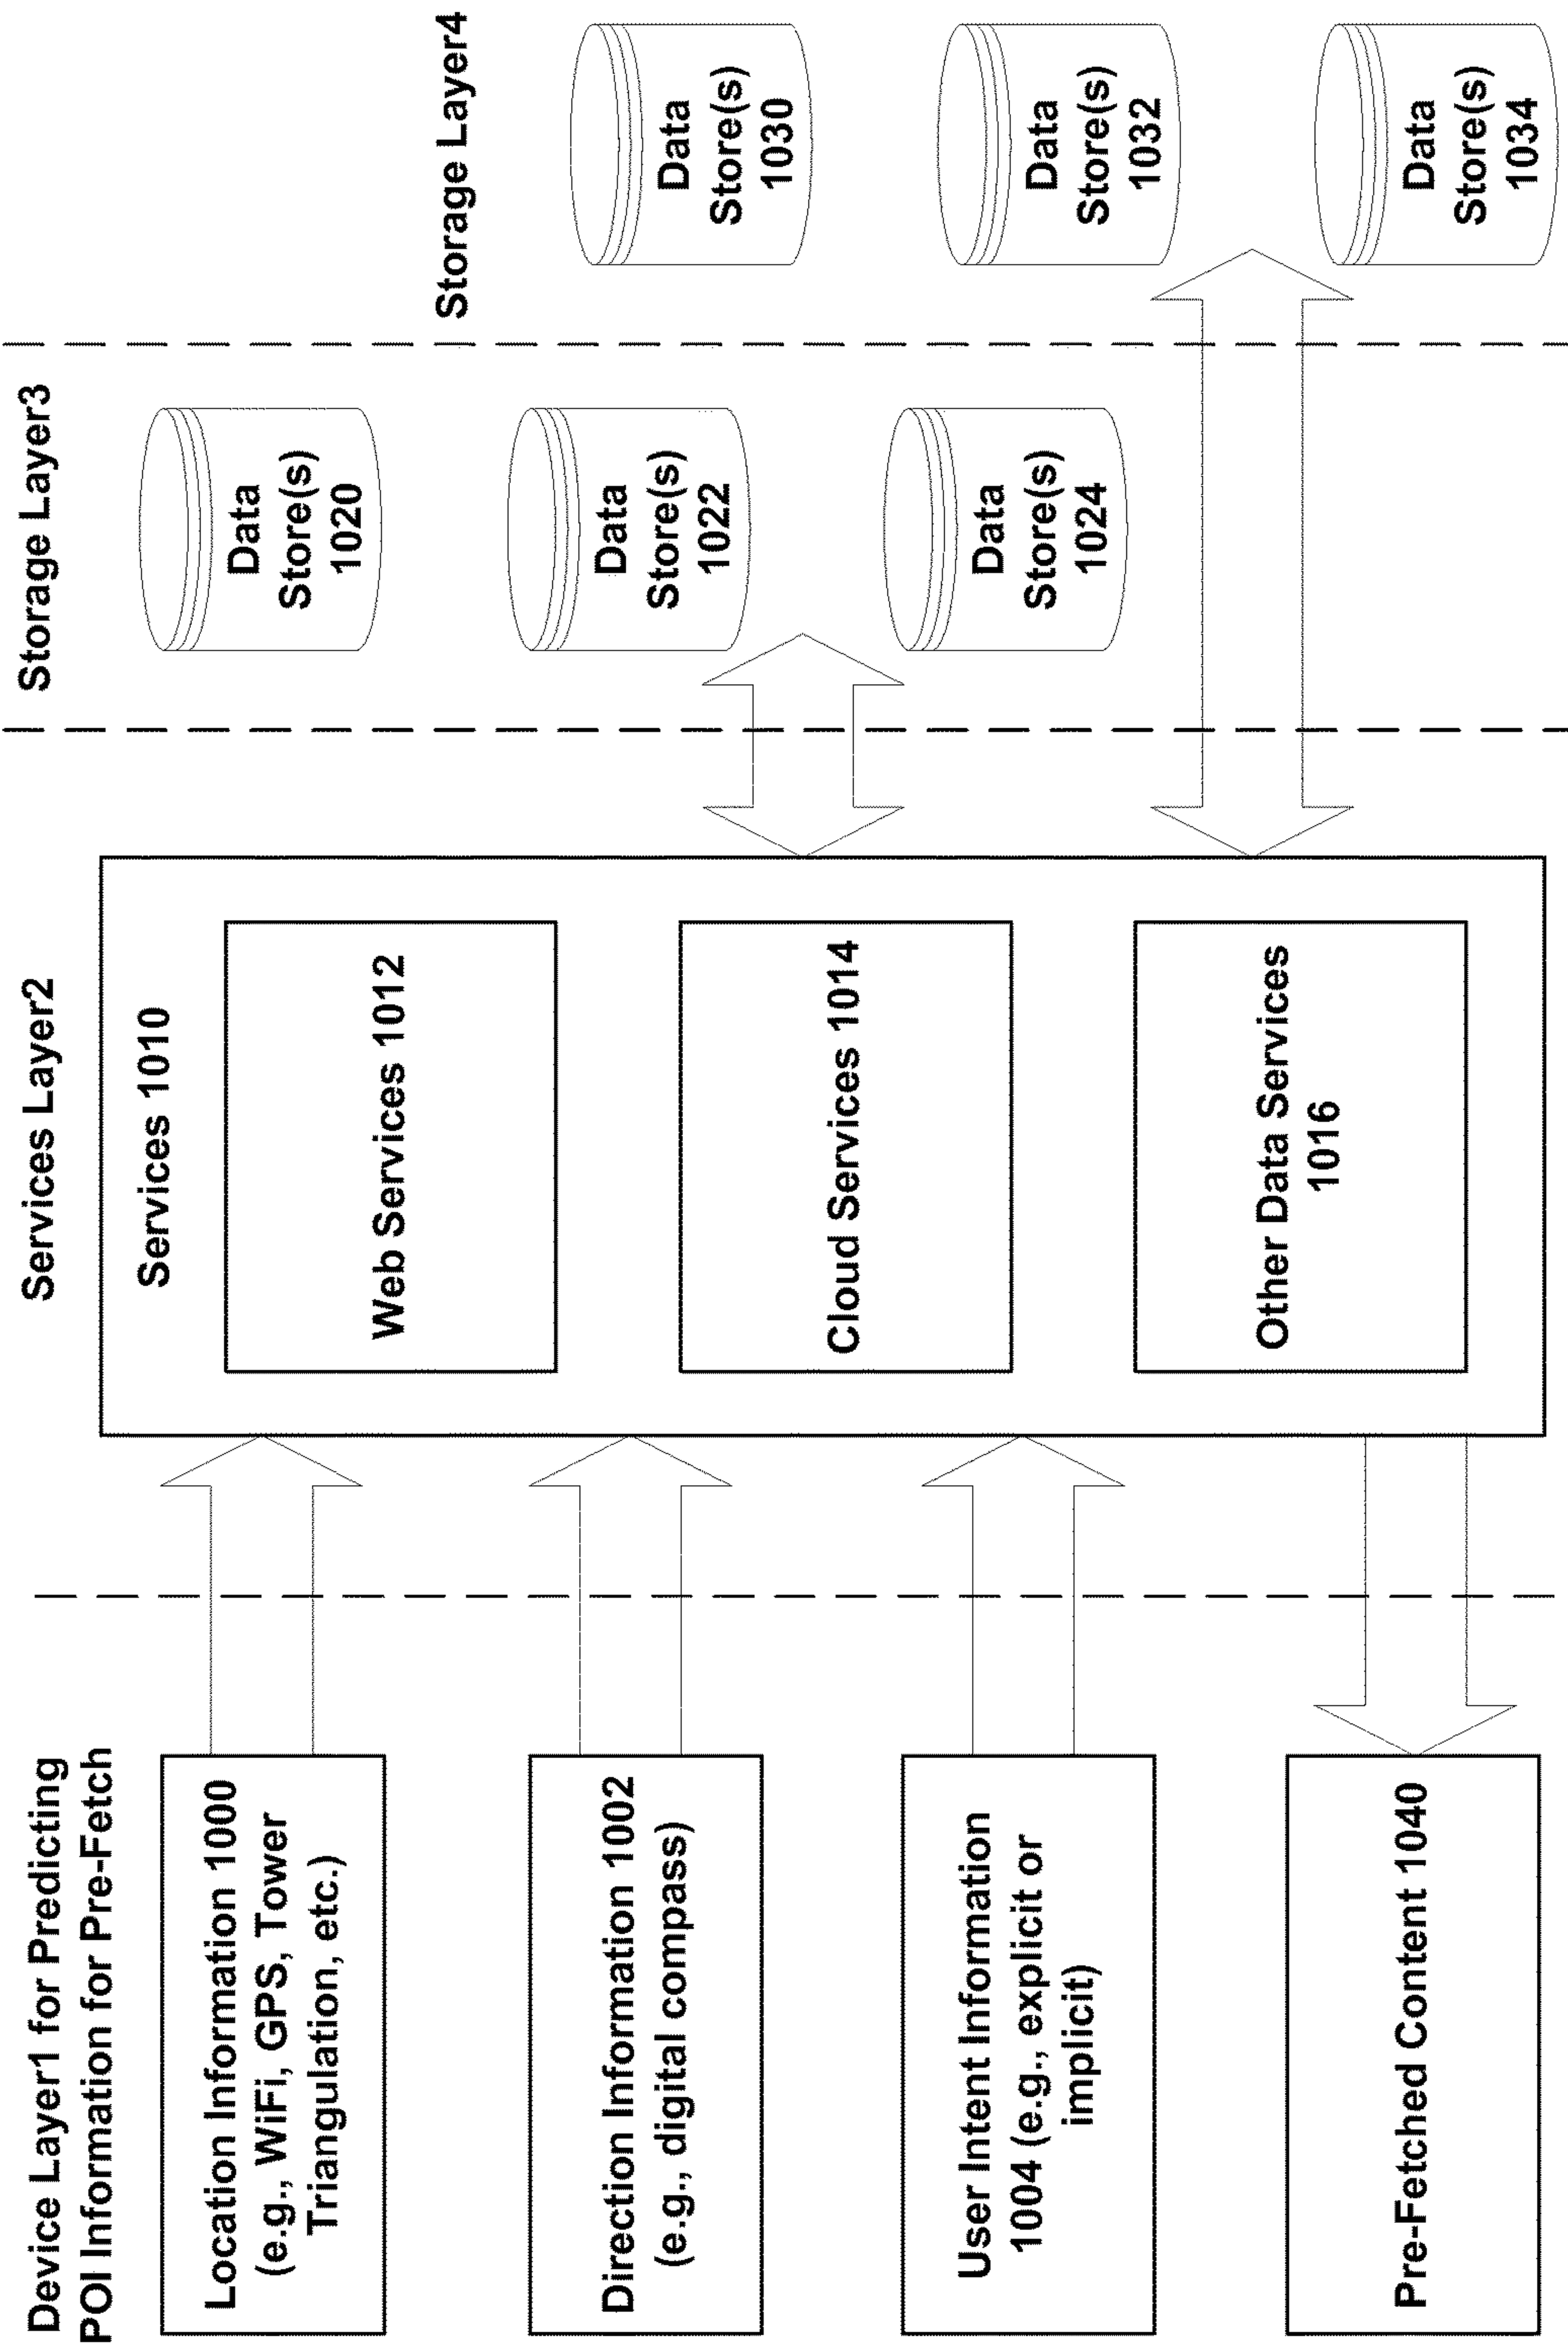 Device Layer1 for Predicting
POI Information for Pre-Fetch
Location Information 1000
(e.g., WiFi, GPS, Tower
Triangulation, etc.)
Direction Information 1002
(e.g., digital compass)
User Intent Information
1004 (e.g., explicit or
implicit)
Pre-Fetched Content 1040
Services Layer2
Services 1010
Web Services 1012
Cloud Services 1014
Other Data Services
1016
Storage Layer3
Data
Store(s)
1020
Data
Store(s)
1022
Data
Store(s)
1024
Storage Layer4
Data
Store(s)
1030
Data
Store(s)
1032
Data
Store(s)
1034